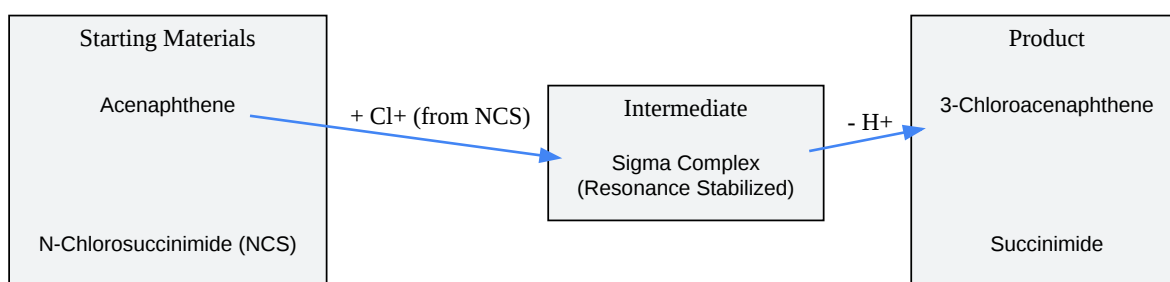 Starting Materials
Acenaphthene
N-Chlorosuccinimide (NCS)
+ Cl+ (from NCS)
Intermediate
Sigma Complex
(Resonance Stabilized)
- H+
Product
3-Chloroacenaphthene
Succinimide